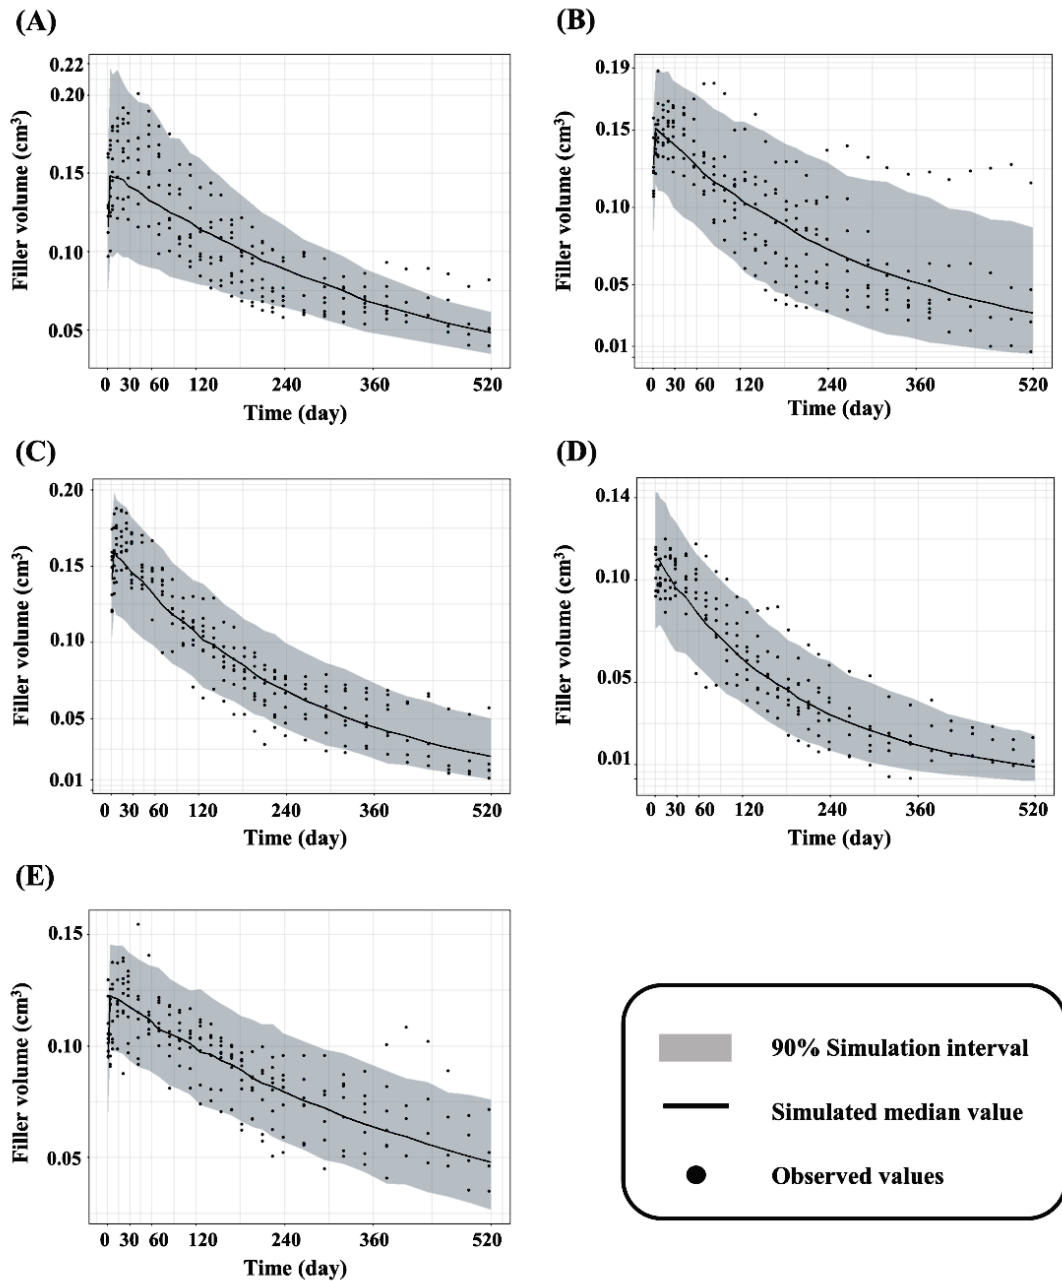 (A)
0.22
0.20
0.15
0.10
0.05
Filler volume (cm³)
0 30 60 120 240 360 520
Time (day)
(B)
0.19
0.15
0.10
0.05
0.01
Filler volume (cm³)
0 30 60 120 240 360 520
Time (day)
(C)
0.20
0.15
0.10
0.05
0.01
Filler volume (cm³)
0 30 60 120 240 360 520
Time (day)
(D)
0.14
0.10
0.05
0.01
Filler volume (cm³)
0 30 60 120 240 360 520
Time (day)
(E)
0.15
0.10
0.05
Filler volume (cm³)
0 30 60 120 240 360 520
Time (day)
90% Simulation interval
Simulated median value
Observed values